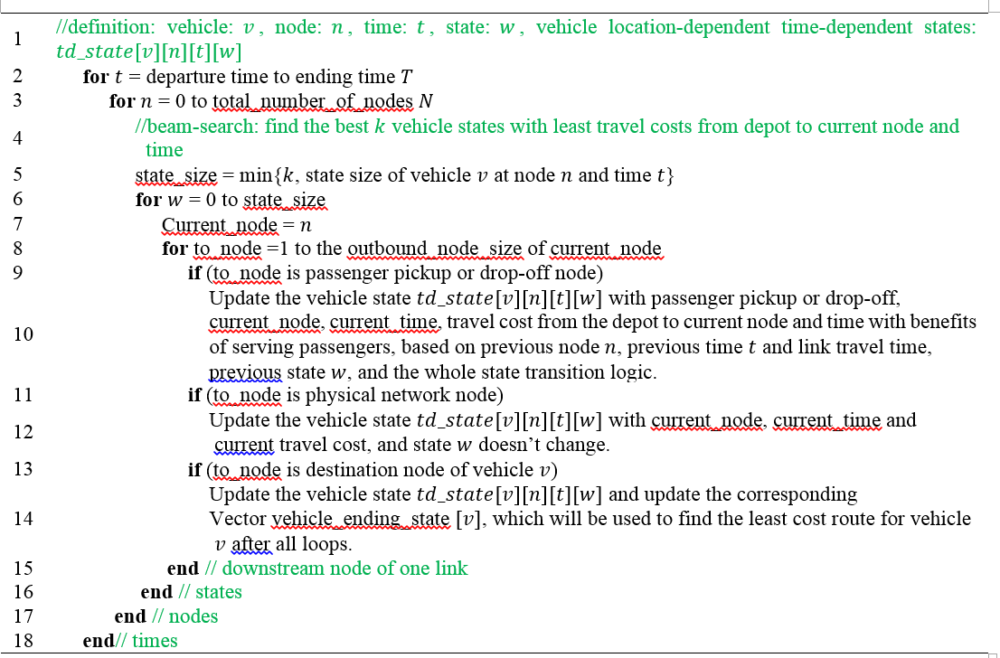 1 //definition: vehicle: v, node: n, time: t, state: w, vehicle location-dependent time-dependent states:
td_state[v][n][t][w]
2 for t = departure time to ending time T
3 for n = 0 to total_number_of_nodes N
4 //beam-search: find the best k vehicle states with least travel costs from depot to current node and
time
5 state_size = min{k, state size of vehicle v at node n and time t}
6 for w = 0 to state_size
7 Current_node = n
8 for to_node =1 to the outbound_node_size of current_node
9 if (to_node is passenger pickup or drop-off node)
10 Update the vehicle state td_state[v][n][t][w] with passenger pickup or drop-off,
current_node, current_time, travel cost from the depot to current node and time with benefits
of serving passengers, based on previous node n, previous time t and link travel time,
previous state w, and the whole state transition logic.
11 if (to_node is physical network node)
12 Update the vehicle state td_state[v][n][t][w] with current_node, current_time and
current travel cost, and state w doesn’t change.
13 if (to_node is destination node of vehicle v)
14 Update the vehicle state td_state[v][n][t][w] and update the corresponding
Vector vehicle_ending_state [v], which will be used to find the least cost route for vehicle
v after all loops.
15 end // downstream node of one link
16 end // states
17 end // nodes
18 end// times